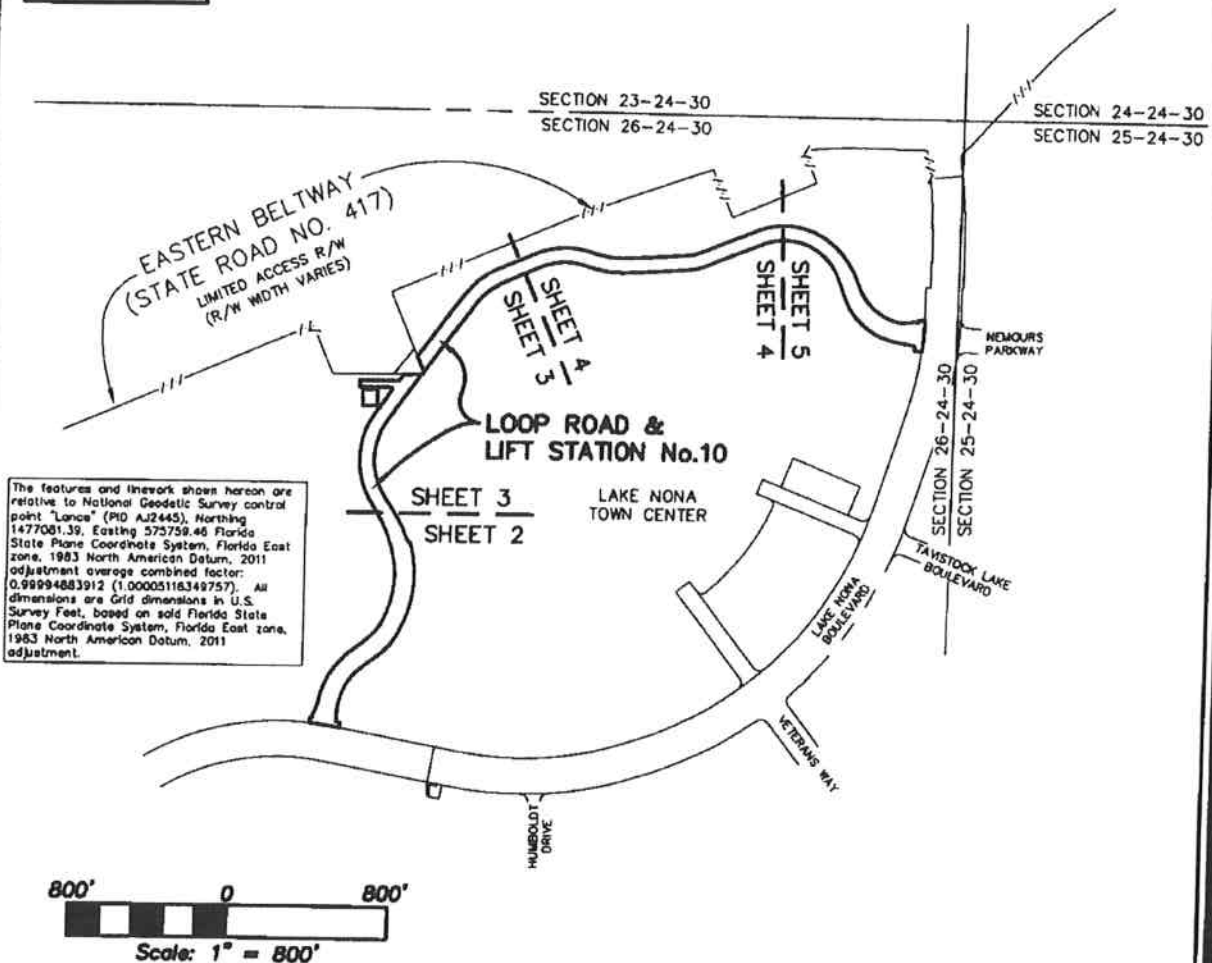 SECTION 23-24-30
SECTION 26-24-30
SECTION 24-24-30
SECTION 25-24-30
EASTERN BELTWAY
(STATE ROAD NO. 417)
LIMITED ACCESS R/W
(R/W WIDTH VARIES)
SHEET 4
SHEET 3
SHEET 5
SHEET 4
NEMOURS
PARKWAY
SECTION 26-24-30
SECTION 25-24-30
LOOP ROAD &
LIFT STATION No.10
SHEET 3
SHEET 2
LAKE NONA
TOWN CENTER
The features and linework shown hereon are
relative to National Geodetic Survey control
point "Lance" (PID AJ2445), Northing
1477081.39, Easting 575759.46 Florida
State Plane Coordinate System, Florida East
zone, 1983 North American Datum, 2011
adjustment average combined factor:
0.99994883912 (1.00005116349757). All
dimensions are Grid dimensions in U.S.
Survey Feet, based on said Florida State
Plane Coordinate System, Florida East zone,
1983 North American Datum, 2011
adjustment.
TAVISTOCK LAKE
BOULEVARD
LAKE NONA
BOULEVARD
VETERANS WAY
HUMBOLDT
DRIVE
800' 0 800'
Scale: 1" = 800'